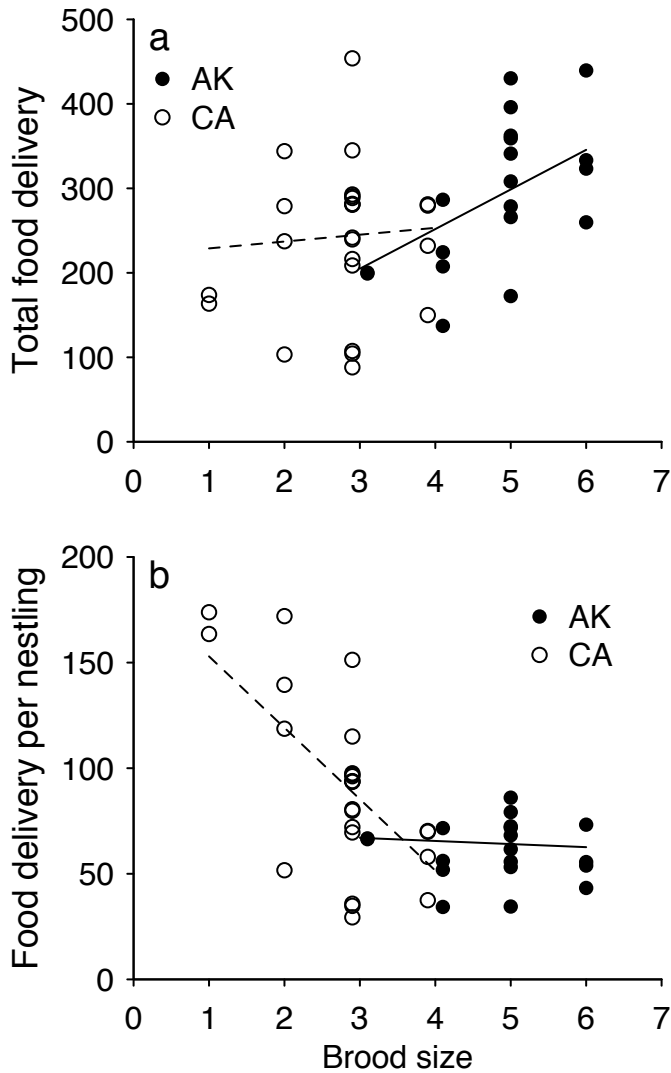 a
AK
CA
Total food delivery
500
400
300
200
100
0
0 1 2 3 4 5 6 7
b
AK
CA
Food delivery per nestling
200
150
100
50
0
0 1 2 3 4 5 6 7
Brood size